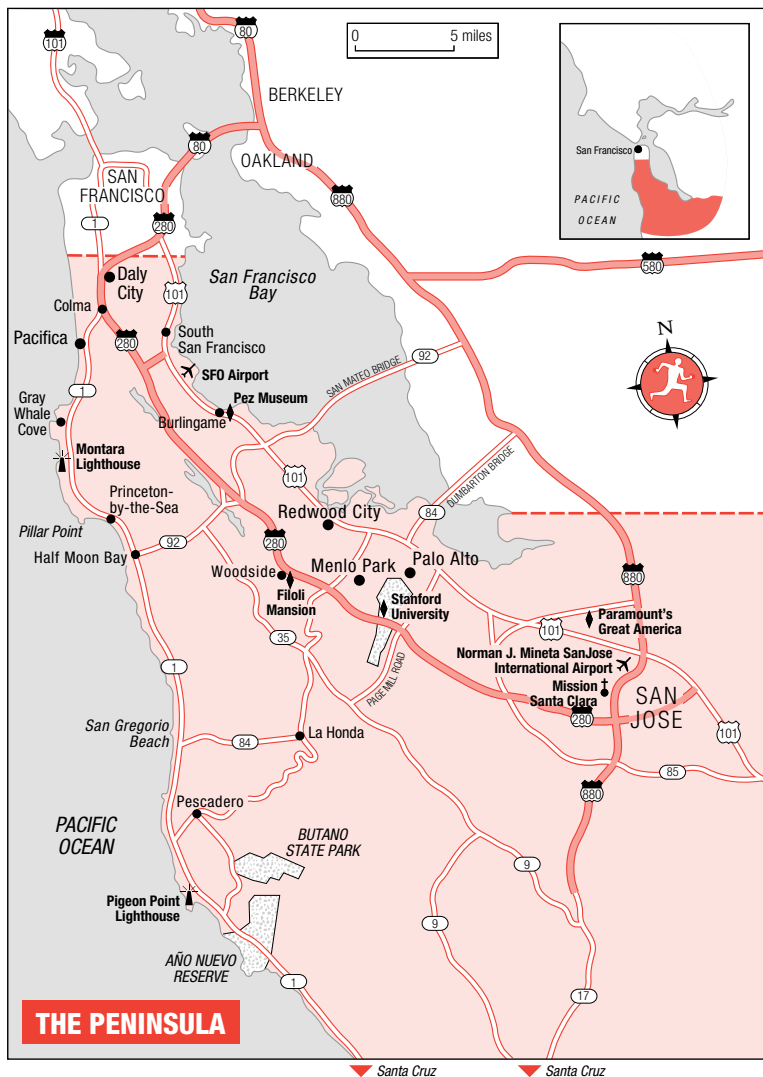 101
80
0 5 miles
BERKELEY
80
OAKLAND
SAN
FRANCISCO
880
San Francisco
PACIFIC
OCEAN
1
280
580
Daly
City
San Francisco
Bay
101
Colma
Pacifica
280
South
San Francisco
92
SAN MATEO BRIDGE
N
SFO Airport
1
Pez Museum
Gray
Whale
Cove
Burlingame
Montara
Lighthouse
101
DUMBARTON BRIDGE
Princeton-
by-the-Sea
Redwood City
84
Pillar Point
92
280
Half Moon Bay
Woodside
Menlo Park
Palo Alto
880
Filoli
Mansion
Stanford
University
Paramount's
Great America
35
101
Norman J. Mineta SanJose
International Airport
1
PAGE MILL ROAD
Mission
Santa Clara
SAN
JOSE
280
San Gregorio
Beach
84
La Honda
101
85
880
Pescadero
PACIFIC
OCEAN
BUTANO
STATE PARK
9
Pigeon Point
Lighthouse
9
AÑO NUEVO
RESERVE
1
17
THE PENINSULA
Santa Cruz
Santa Cruz